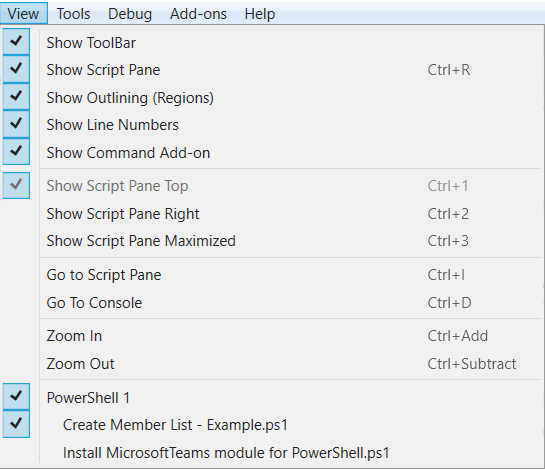 View Tools Debug Add-ons Help
Show ToolBar
Show Script Pane Ctrl+R
Show Outlining (Regions)
Show Line Numbers
Show Command Add-on
Show Script Pane Top Ctrl+1
Show Script Pane Right Ctrl+2
Show Script Pane Maximized Ctrl+3
Go to Script Pane Ctrl+I
Go To Console Ctrl+D
Zoom In Ctrl+Add
Zoom Out Ctrl+Subtract
PowerShell 1
Create Member List - Example.ps1
Install MicrosoftTeams module for PowerShell.ps1